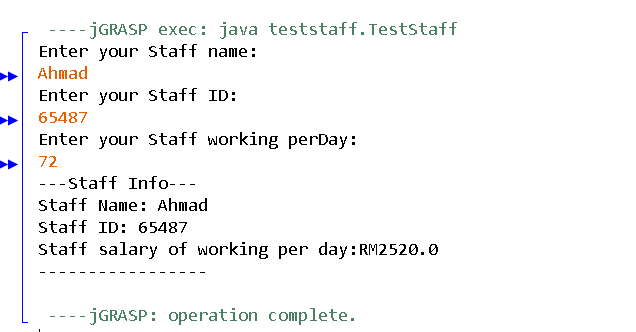 ----jGRASP exec: java teststaff.TestStaff
Enter your Staff name:
Ahmad
Enter your Staff ID:
65487
Enter your Staff working perDay:
72
---Staff Info---
Staff Name: Ahmad
Staff ID: 65487
Staff salary of working per day:RM2520.0
-----------------
----jGRASP: operation complete.